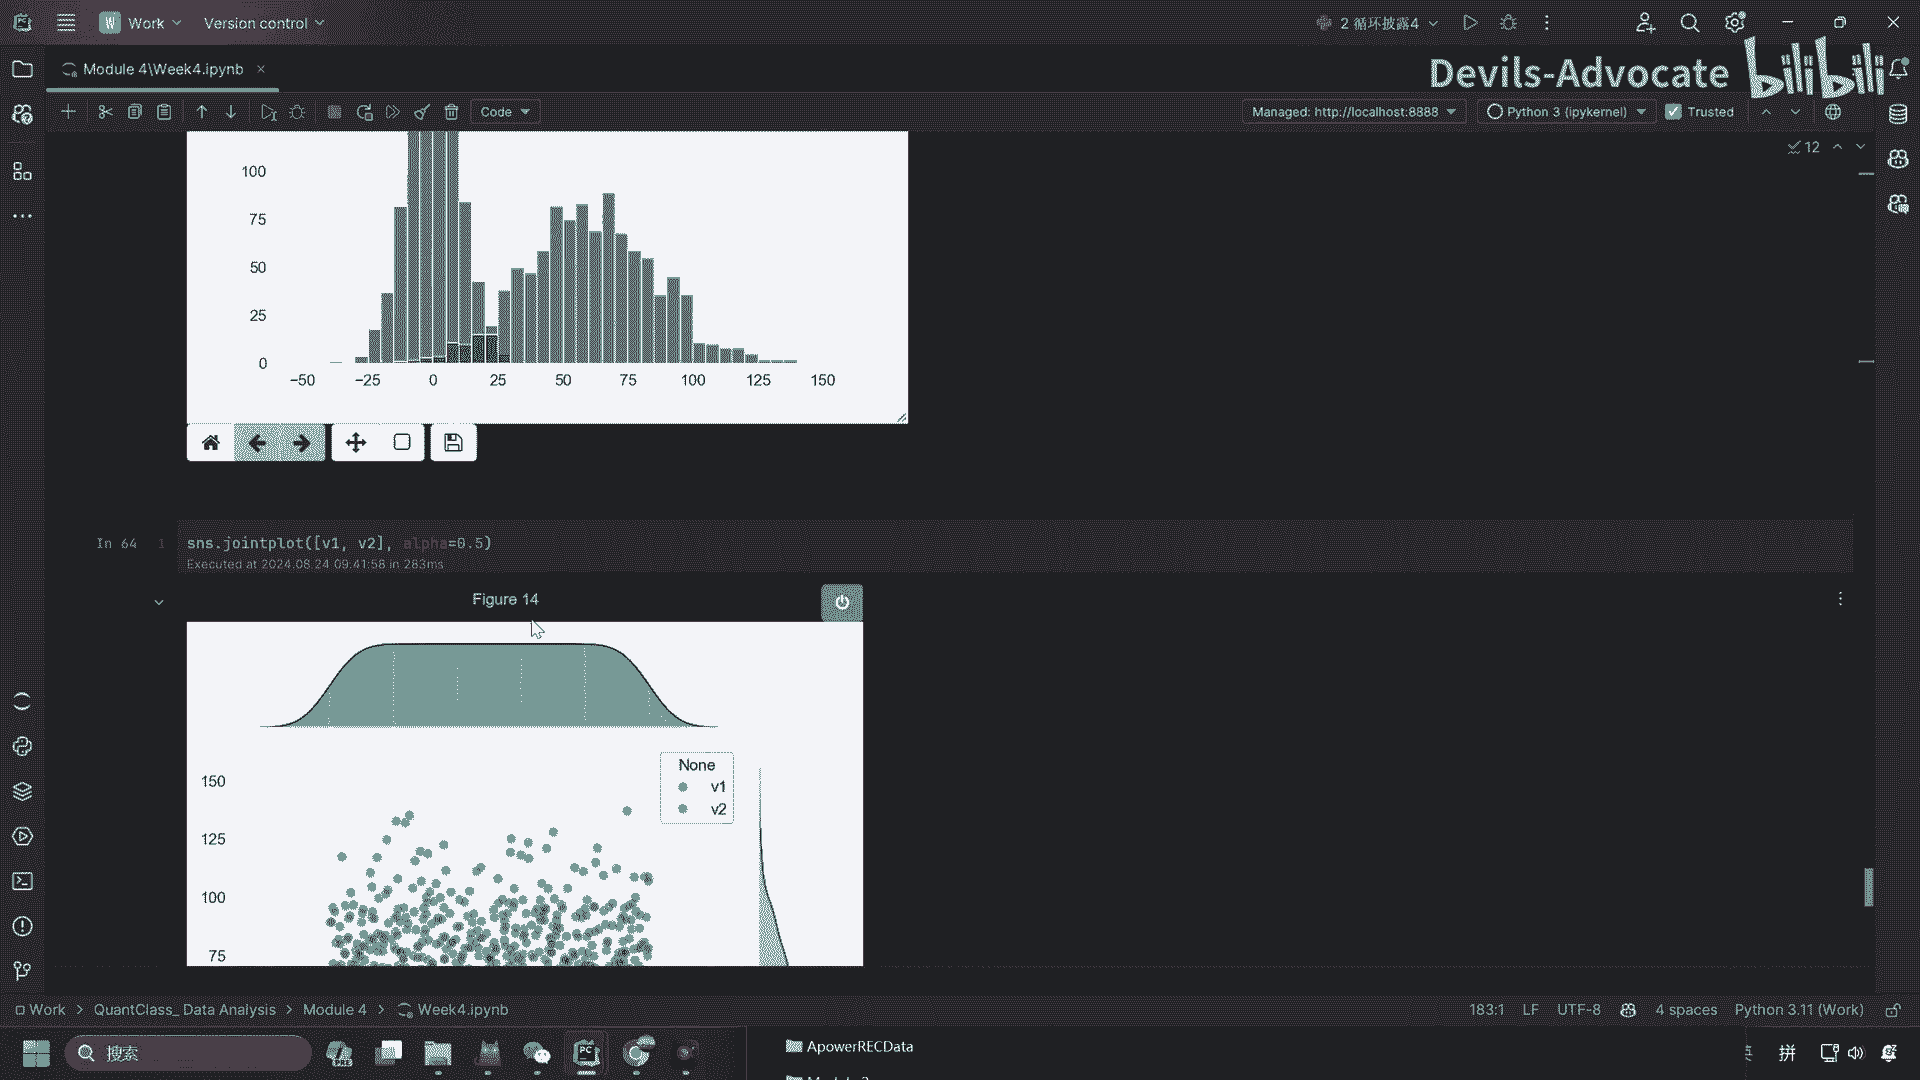 W Work Version control 2 循环披露4
Module 4\Week4.ipynb
Devils-Advocate bilibili
Code Managed: http://localhost:8888 Python 3 (ipykernel) Trusted
12
100
75
50
25
0
−50 −25 0 25 50 75 100 125 150
In 64 1 sns.jointplot([v1, v2], alpha=0.5)
Executed at 2024.08.24 09:41:58 in 283ms
Figure 14
None
v1
v2
150
125
100
75
Work > QuantClass_ Data Analysis > Module 4 > Week4.ipynb 183:1 LF UTF-8 4 spaces Python 3.11 (Work)
搜索 ApowerRECData 拼